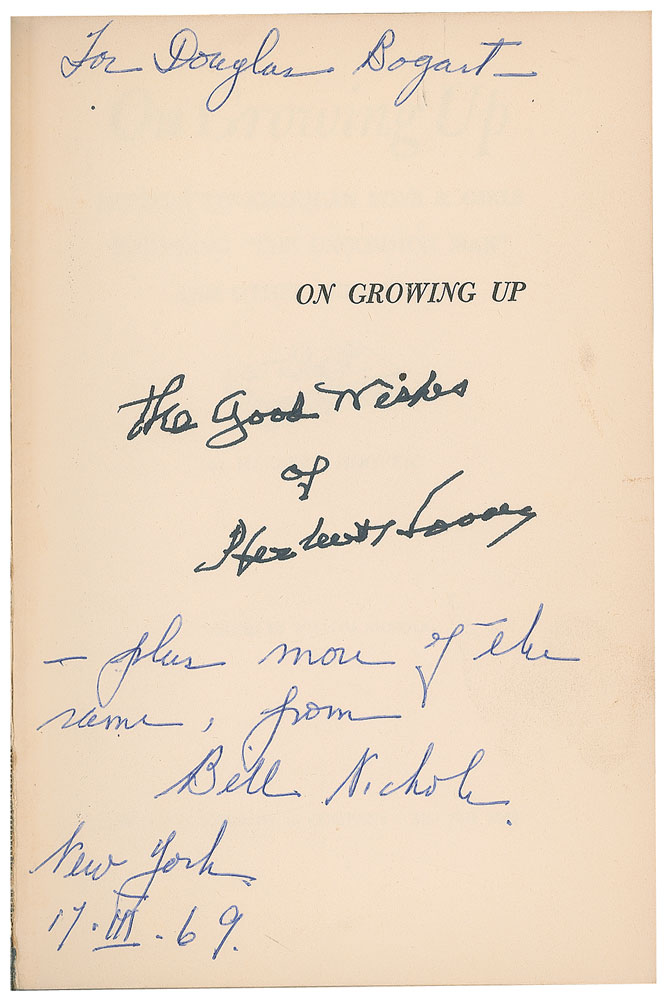 For Douglas Bogart —
ON GROWING UP
The Good Wishes
of
Herbert Hoover
— plus more of the
same, from
Bill Nichols.
New York
17.III.69.